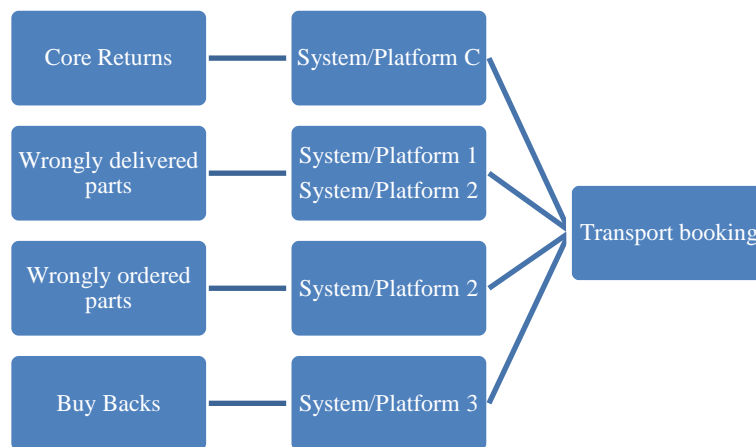 Core Returns
System/Platform C
Wrongly delivered
parts
System/Platform 1
System/Platform 2
Transport booking
Wrongly ordered
parts
System/Platform 2
Buy Backs
System/Platform 3